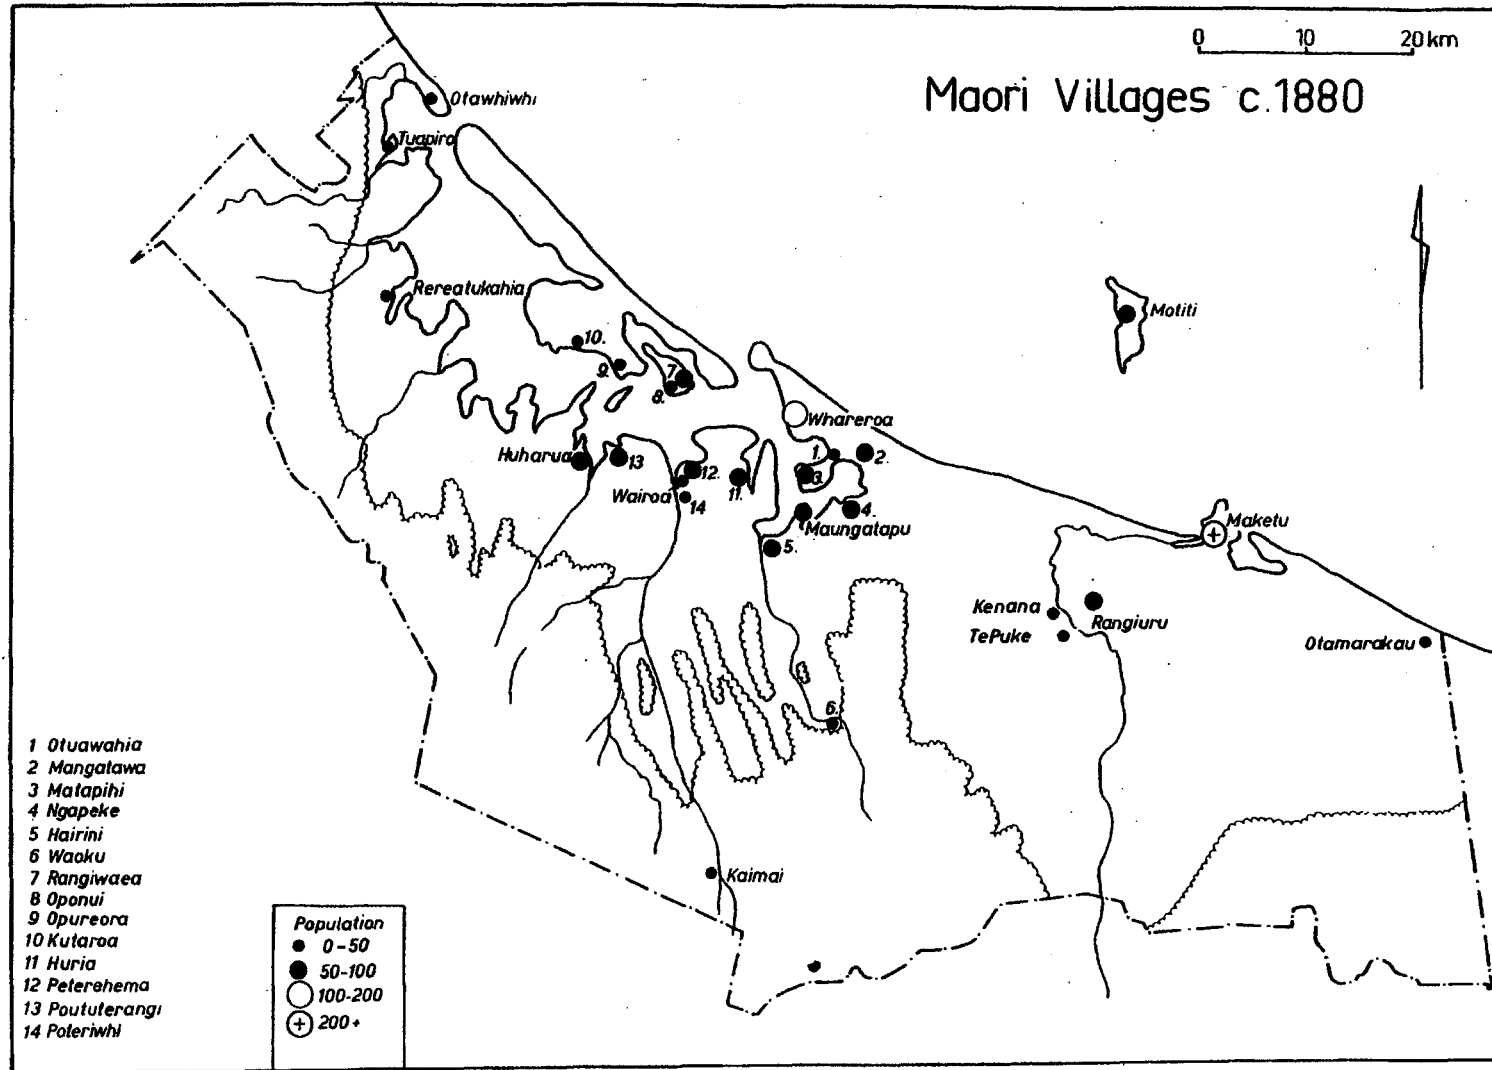 0 10 20 km
Maori Villages c.1880
Otawhiwhi
Tuapiro
Rereatukahia
Motiti
10.
9.
7
8.
Whareroa
1.
2.
Huharua
13
12.
11.
3.
Wairoa
14
4.
Maungatapu
5.
Maketu
Kenana
Rangiuru
TePuke
Otamarakau
6.
Kaimai
1 Otuawahia
2 Mangatawa
3 Matapihi
4 Ngapeke
5 Hairini
6 Waoku
7 Rangiwaea
8 Oponui
9 Opureora
10 Kutaroa
11 Huria
12 Peterehema
13 Poututerangi
14 Poteriwhi
Population
0-50
50-100
100-200
200+